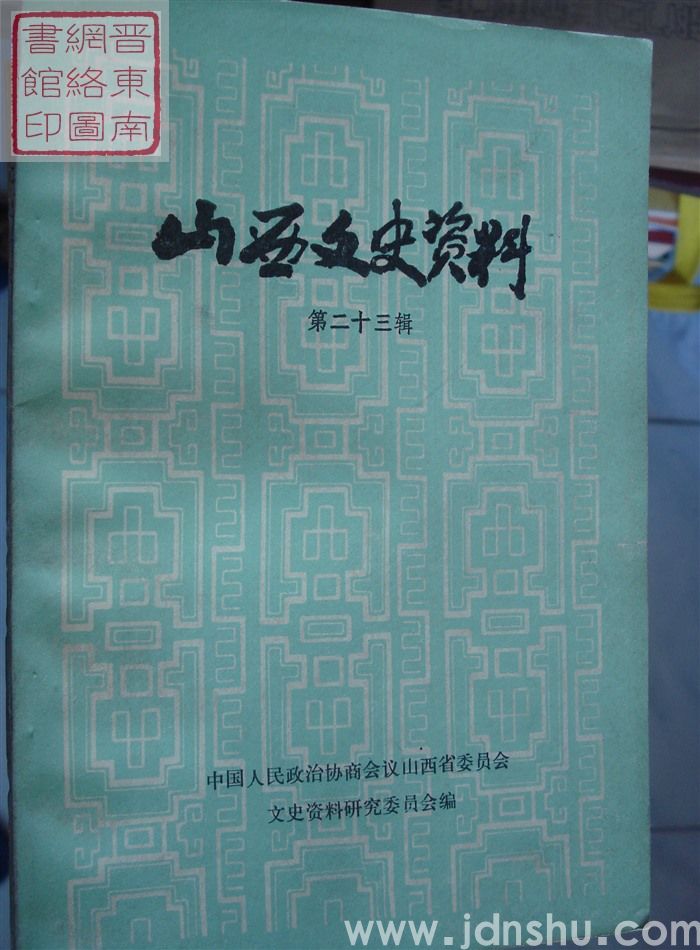 晋東南
網絡圖
書館印
山西文史资料
第二十三辑
中国人民政治协商会议山西省委员会
文史资料研究委员会编
www.jdnshu.com